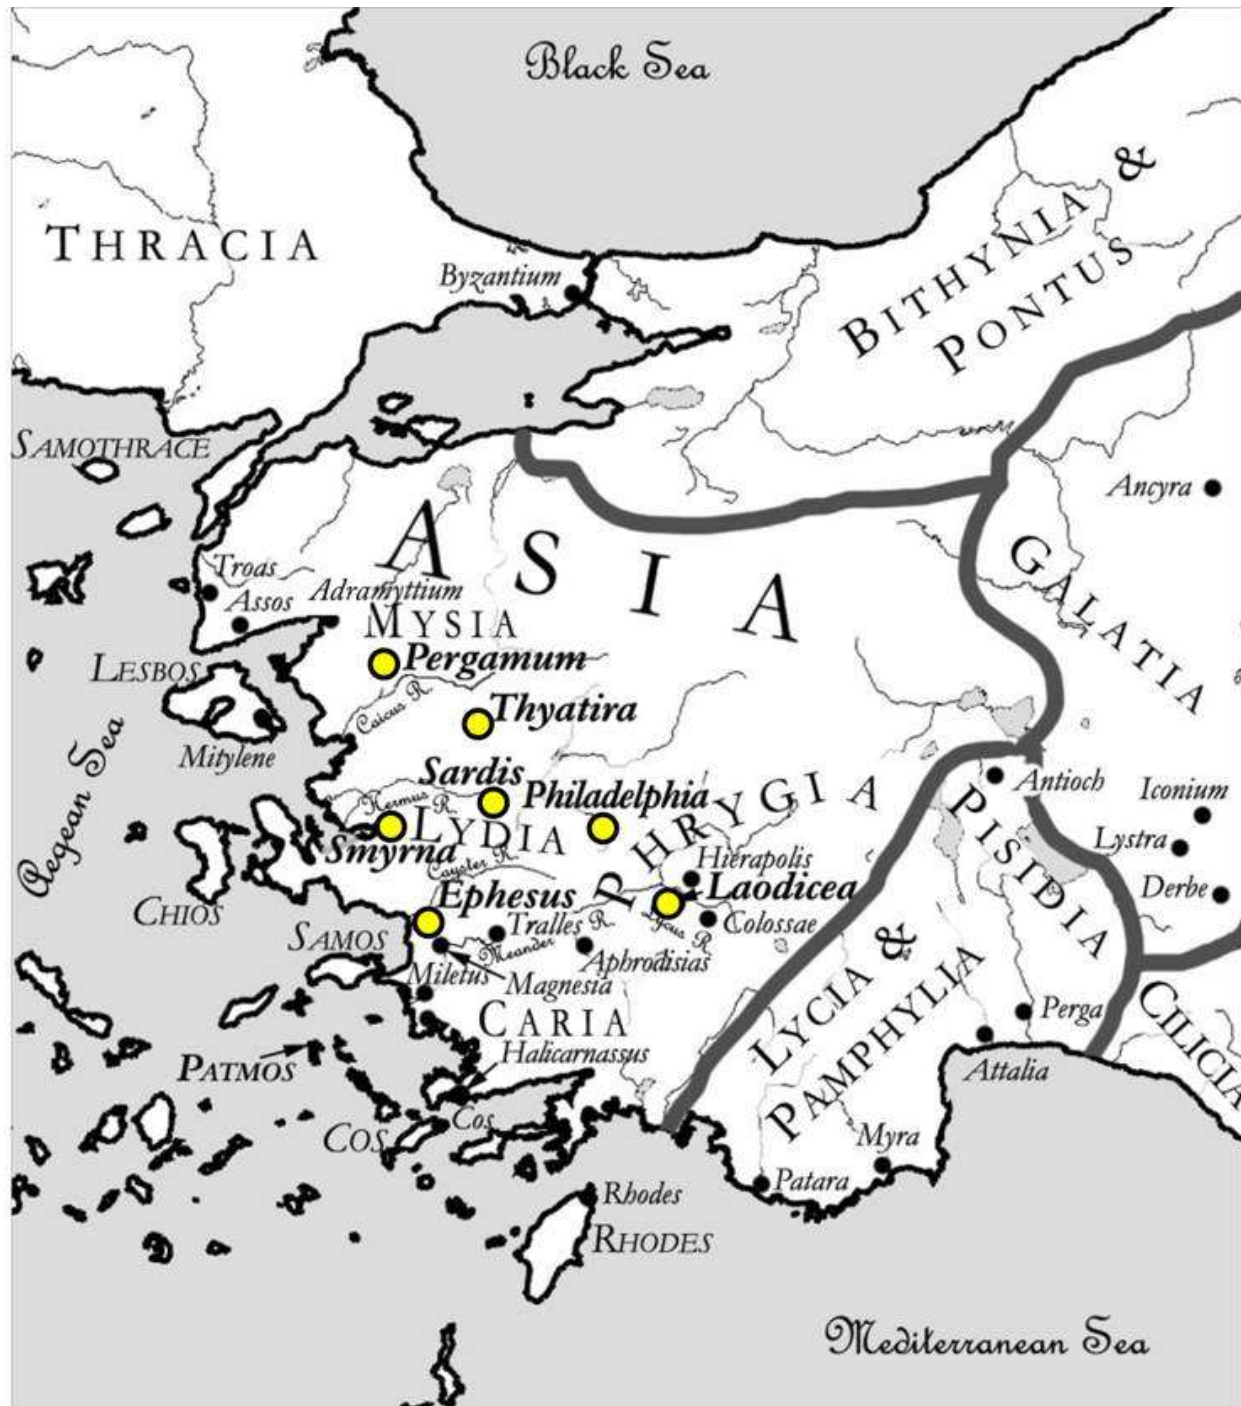 Black Sea
THRACIA
Byzantium
BITHYNIA &
PONTUS
SAMOTHRACE
Ancyra
ASIA
GALATIA
Troas
Assos
Adramyttium
MYSIA
LESBOS
Pergamum
Caicus R.
Thyatira
Mitylene
Aegean Sea
Sardis
Hermus R.
Philadelphia
PHRYGIA
Antioch
Iconium
Smyrna
LYDIA
Cayster R.
PISIDIA
Lystra
Hierapolis
Derbe
CHIOS
Ephesus
Laodicea
Lycus R.
Colossae
SAMOS
Tralles
Meander R.
Aphrodisias
Miletus
Magnesia
LYCIA &
PAMPHYLIA
CILICIA
CARIA
Perga
Halicarnassus
PATMOS
Attalia
COS
Cos
Myra
Patara
Rhodes
RHODES
Mediterranean Sea